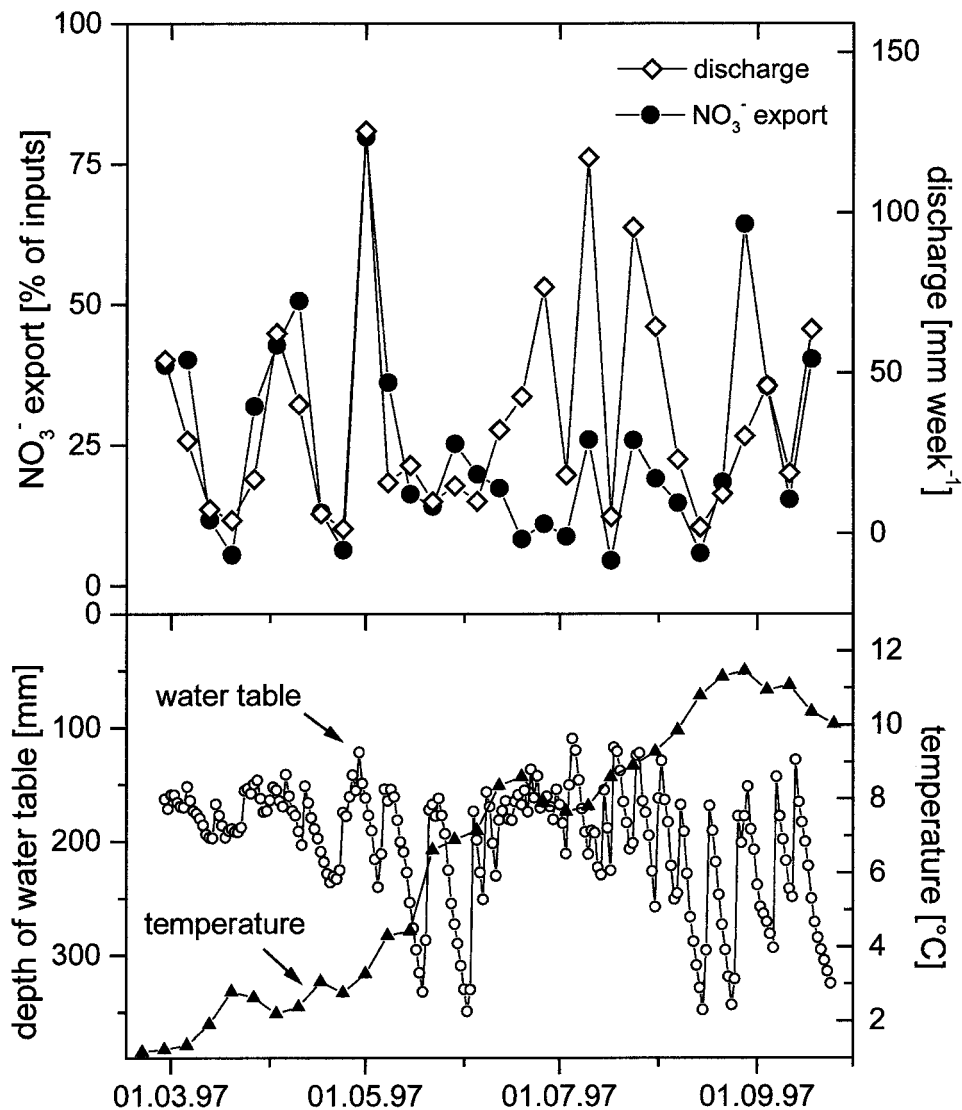 100
75
50
25
0
NO₃⁻ export [% of inputs]
discharge
NO₃⁻ export
150
100
50
0
discharge [mm week⁻¹]
0
100
200
300
depth of water table [mm]
water table
temperature
12
10
8
6
4
2
temperature [°C]
01.03.97
01.05.97
01.07.97
01.09.97